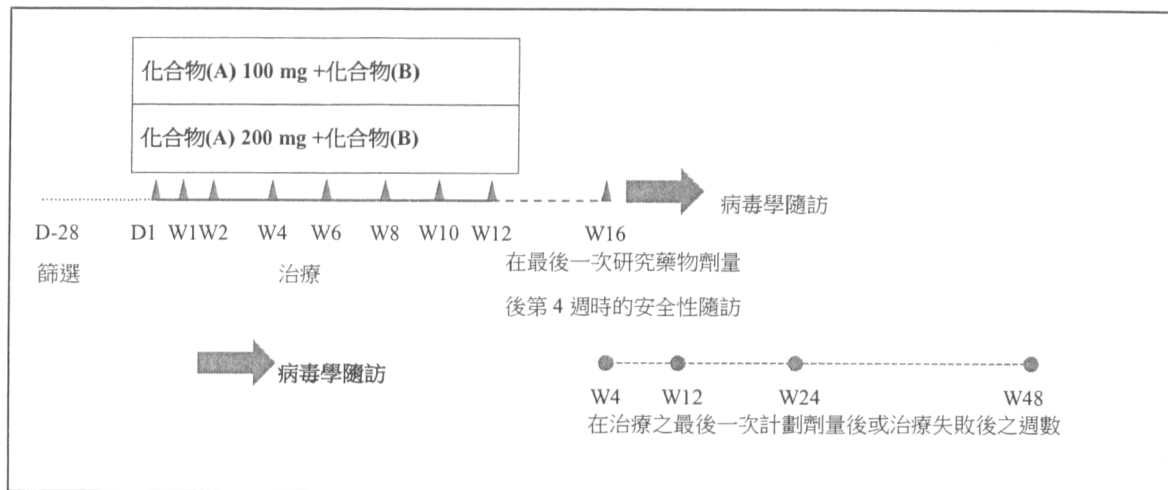 化合物(A) 100 mg +化合物(B)
化合物(A) 200 mg +化合物(B)
病毒學隨訪
D-28 D1 W1 W2 W4 W6 W8 W10 W12 W16
篩選 治療 在最後一次研究藥物劑量
後第 4 週時的安全性隨訪
病毒學隨訪
W4 W12 W24 W48
在治療之最後一次計劃劑量後或治療失敗後之週數